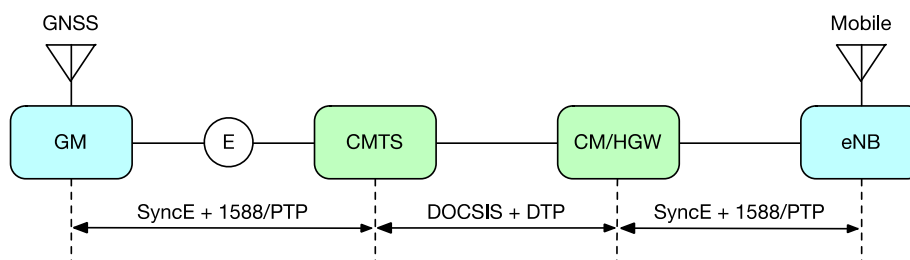 GNSS
Mobile
GM
E
CMTS
CM/HGW
eNB
SyncE + 1588/PTP
DOCSIS + DTP
SyncE + 1588/PTP